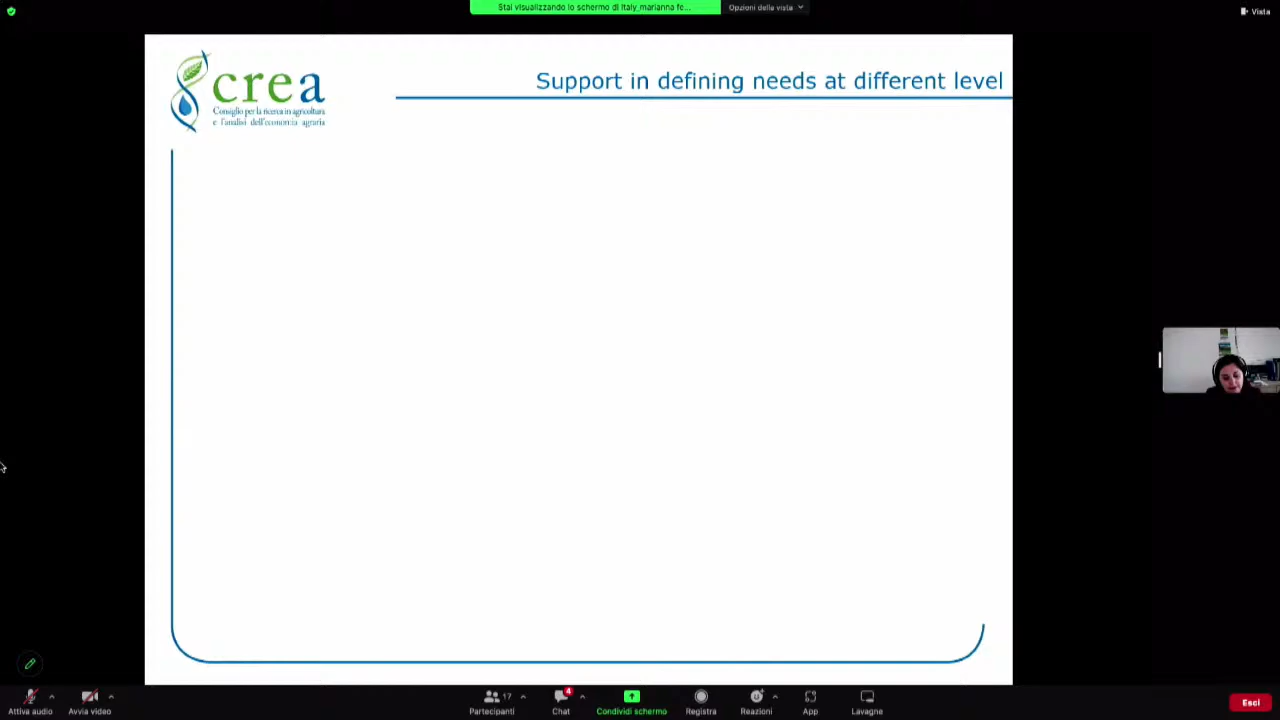 Stai visualizzando lo schermo di Italy_marianna fe...
Opzioni della vista
Vista
crea
Consiglio per la ricerca in agricoltura
e l'analisi dell'economia agraria
Support in defining needs at different level
Attiva audio
Avvia video
Partecipanti
17
Chat
4
Condividi schermo
Registra
Reazioni
App
Lavagne
Esci